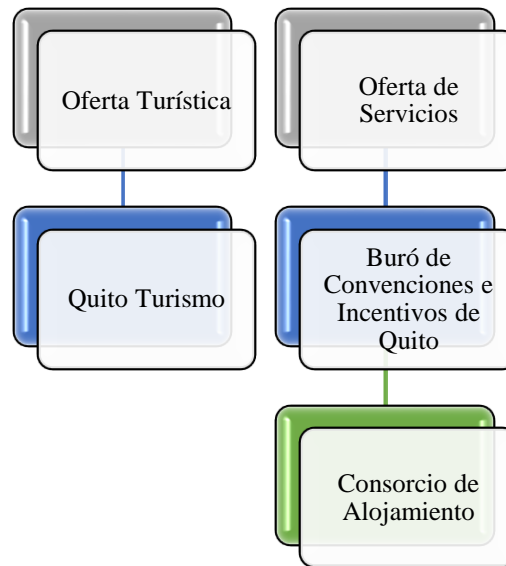 Oferta Turística
Oferta de
Servicios
Quito Turismo
Buró de
Convenciones e
Incentivos de
Quito
Consorcio de
Alojamiento